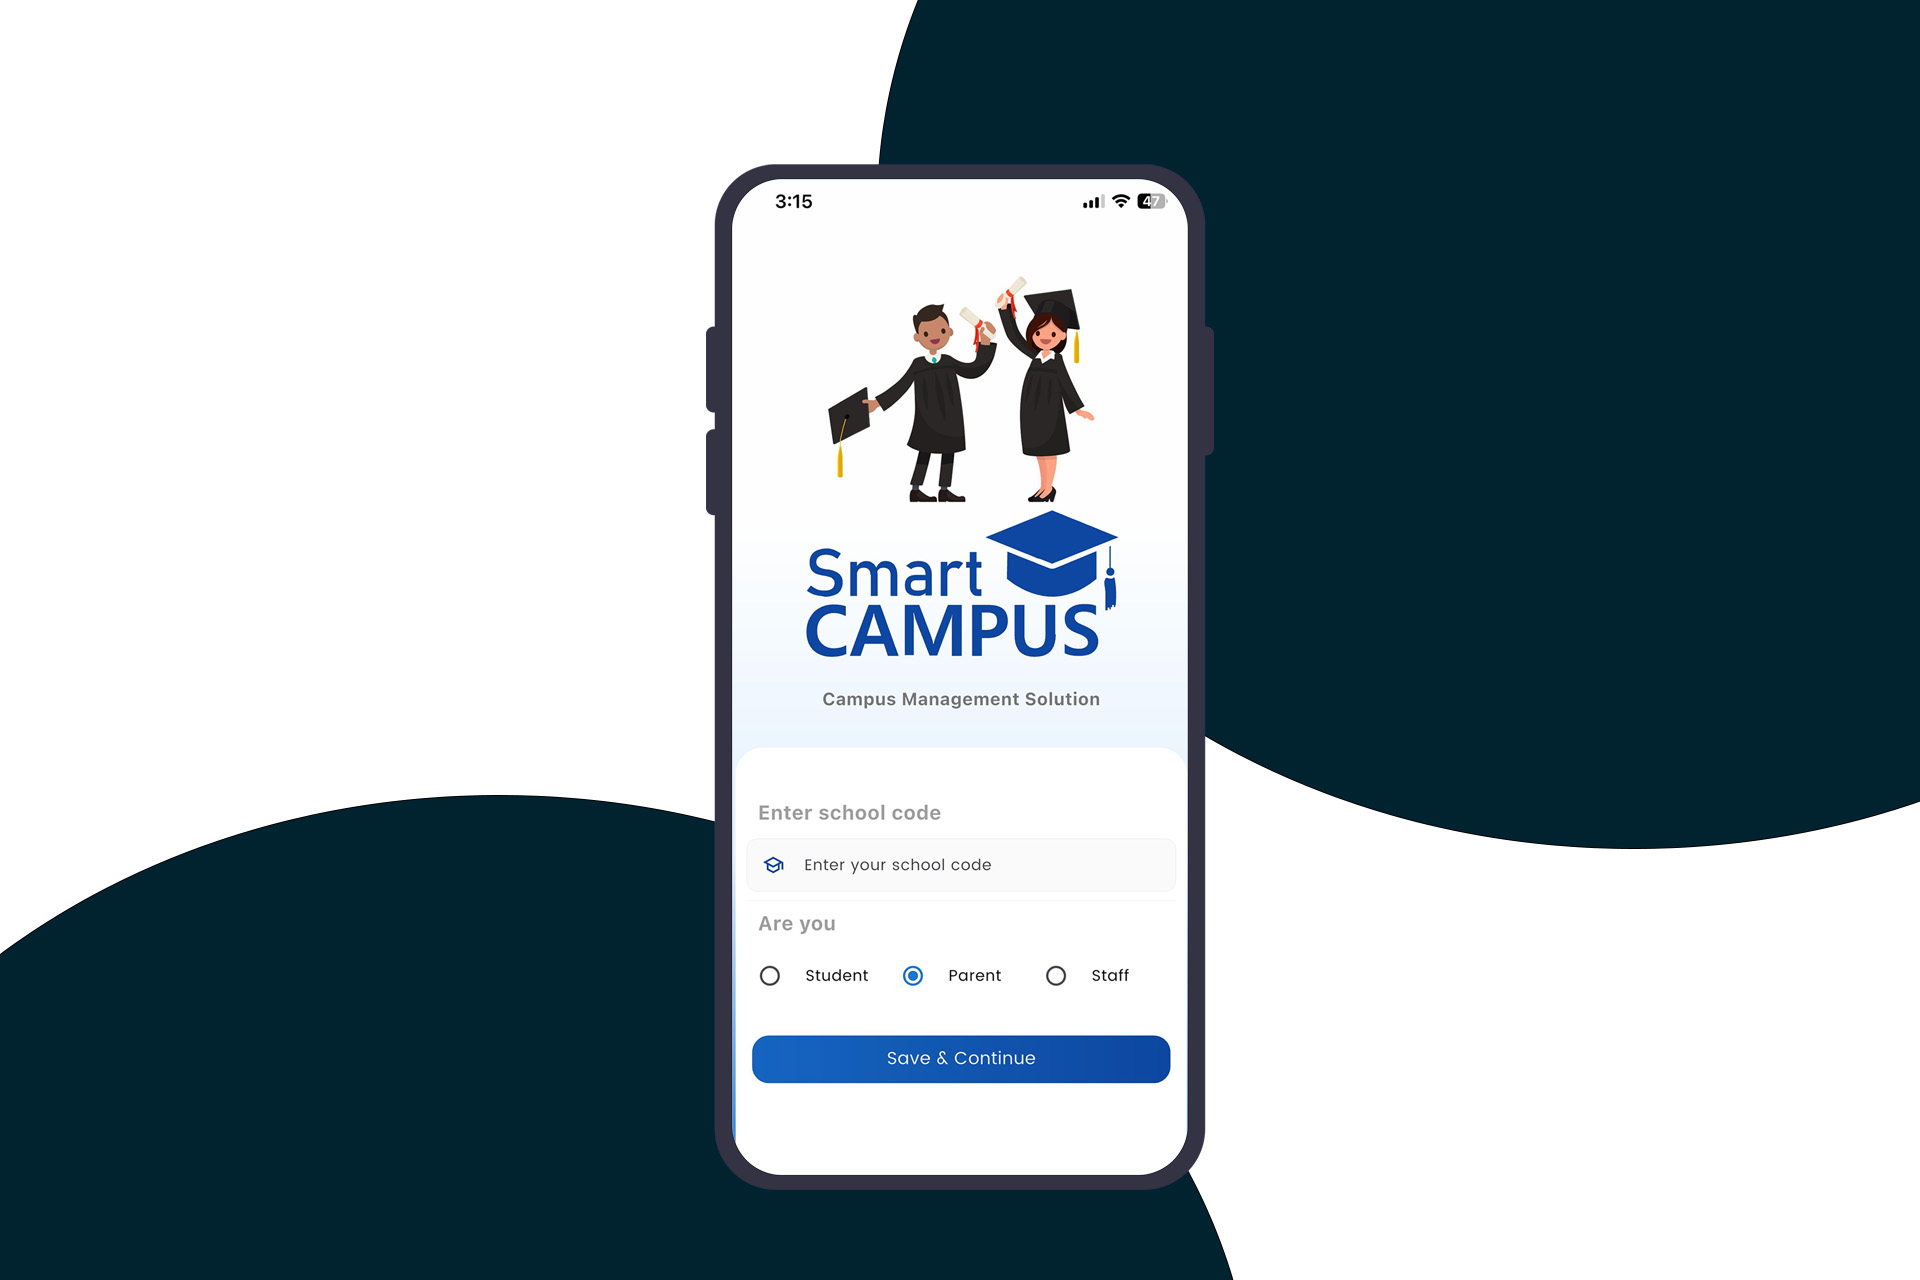 3:15
47
Smart
CAMPUS
Campus Management Solution
Enter school code
Enter your school code
Are you
Student Parent Staff
Save & Continue